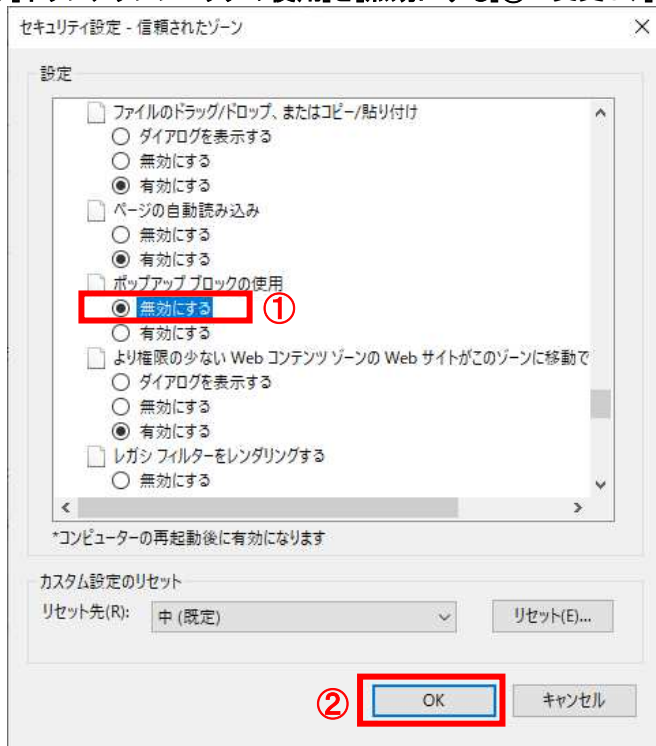 セキュリティ設定 - 信頼されたゾーン
設定
ファイルのドラッグ/ドロップ、またはコピー/貼り付け
ダイアログを表示する
無効にする
有効にする
ページの自動読み込み
無効にする
有効にする
ポップアップ ブロックの使用
無効にする ①
有効にする
より権限の少ない Web コンテンツ ゾーンの Web サイトがこのゾーンに移動で
ダイアログを表示する
無効にする
有効にする
レガシ フィルターをレンダリングする
無効にする
*コンピューターの再起動後に有効になります
カスタム設定のリセット
リセット先(R): 中 (既定) リセット(E)...
② OK キャンセル